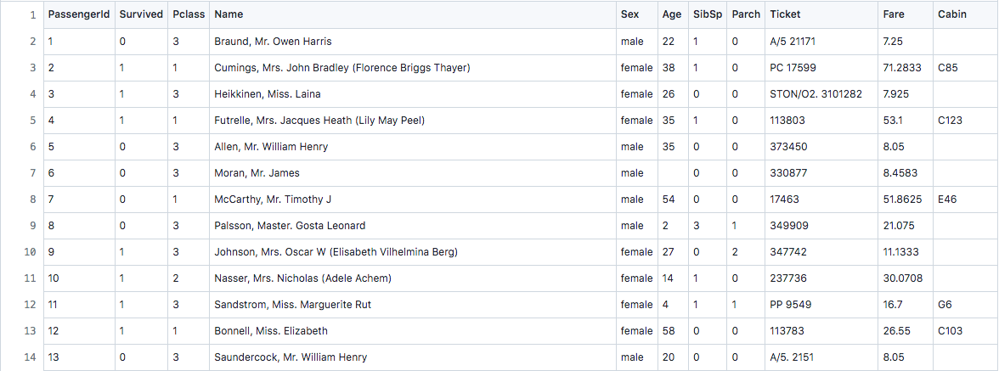 1 PassengerId Survived Pclass Name Sex Age SibSp Parch Ticket Fare Cabin
2 1 0 3 Braund, Mr. Owen Harris male 22 1 0 A/5 21171 7.25
3 2 1 1 Cumings, Mrs. John Bradley (Florence Briggs Thayer) female 38 1 0 PC 17599 71.2833 C85
4 3 1 3 Heikkinen, Miss. Laina female 26 0 0 STON/O2. 3101282 7.925
5 4 1 1 Futrelle, Mrs. Jacques Heath (Lily May Peel) female 35 1 0 113803 53.1 C123
6 5 0 3 Allen, Mr. William Henry male 35 0 0 373450 8.05
7 6 0 3 Moran, Mr. James male 0 0 330877 8.4583
8 7 0 1 McCarthy, Mr. Timothy J male 54 0 0 17463 51.8625 E46
9 8 0 3 Palsson, Master. Gosta Leonard male 2 3 1 349909 21.075
10 9 1 3 Johnson, Mrs. Oscar W (Elisabeth Vilhelmina Berg) female 27 0 2 347742 11.1333
11 10 1 2 Nasser, Mrs. Nicholas (Adele Achem) female 14 1 0 237736 30.0708
12 11 1 3 Sandstrom, Miss. Marguerite Rut female 4 1 1 PP 9549 16.7 G6
13 12 1 1 Bonnell, Miss. Elizabeth female 58 0 0 113783 26.55 C103
14 13 0 3 Saundercock, Mr. William Henry male 20 0 0 A/5. 2151 8.05